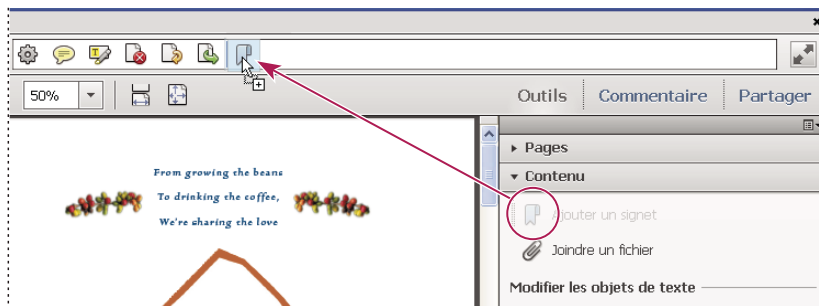 50%
Outils Commentaire Partager
Pages
Contenu
Ajouter un signet
Joindre un fichier
Modifier les objets de texte
From growing the beans
To drinking the coffee,
We're sharing the love